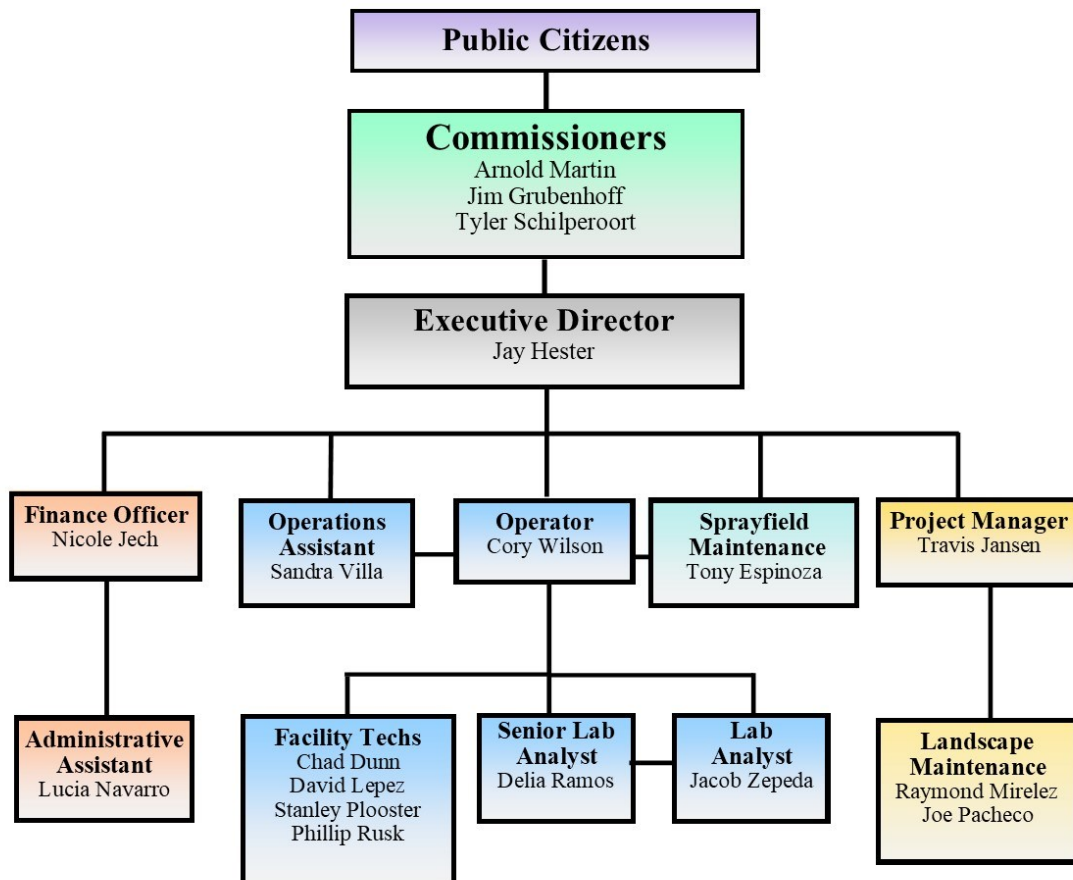 Public Citizens
Commissioners
Arnold Martin
Jim Grubenhoff
Tyler Schilperoort
Executive Director
Jay Hester
Finance Officer
Nicole Jech
Operations
Assistant
Sandra Villa
Operator
Cory Wilson
Sprayfield
Maintenance
Tony Espinoza
Project Manager
Travis Jansen
Administrative
Assistant
Lucia Navarro
Facility Techs
Chad Dunn
David Lepez
Stanley Plooster
Phillip Rusk
Senior Lab
Analyst
Delia Ramos
Lab
Analyst
Jacob Zepeda
Landscape
Maintenance
Raymond Mirelez
Joe Pacheco